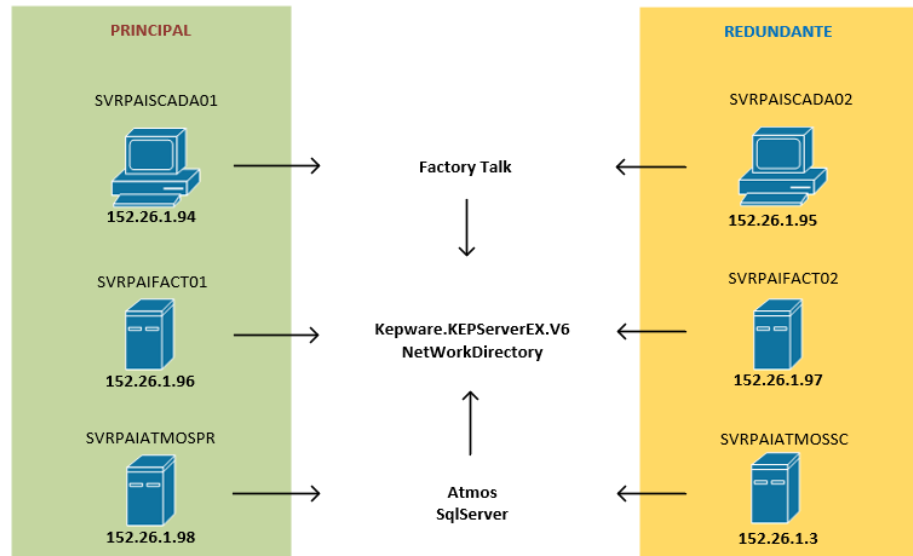 PRINCIPAL
REDUNDANTE
SVRPAISCADA01
SVRPAISCADA02
Factory Talk
152.26.1.94
152.26.1.95
SVRPAIFACT01
SVRPAIFACT02
Kepware.KEPServerEX.V6
NetWorkDirectory
152.26.1.96
152.26.1.97
SVRPAIATMOSPR
SVRPAIATMOSSC
Atmos
SqlServer
152.26.1.98
152.26.1.3